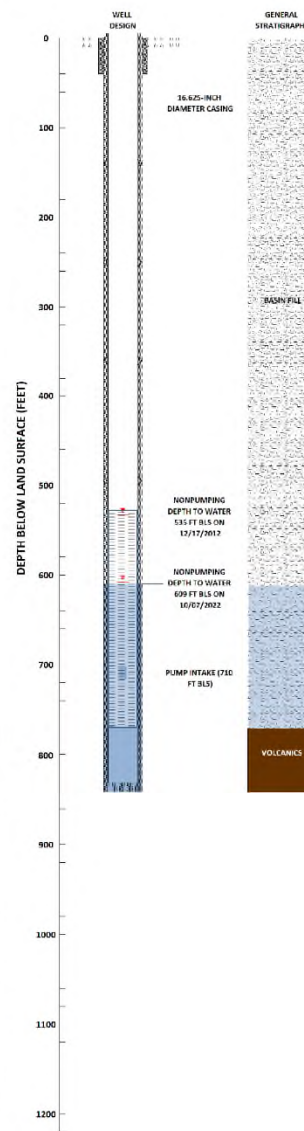 WELL
DESIGN
GENERAL
STRATIGRAPH
DEPTH BELOW LAND SURFACE (FEET)
0
100
200
300
400
500
600
700
800
900
1000
1100
1200
16.625-INCH
DIAMETER CASING
BASIN FILL
NONPUMPING
DEPTH TO WATER
535 FT BLS ON
12/17/2012
NONPUMPING
DEPTH TO WATER
609 FT BLS ON
10/07/2022
PUMP INTAKE (710
FT BLS)
VOLCANICS